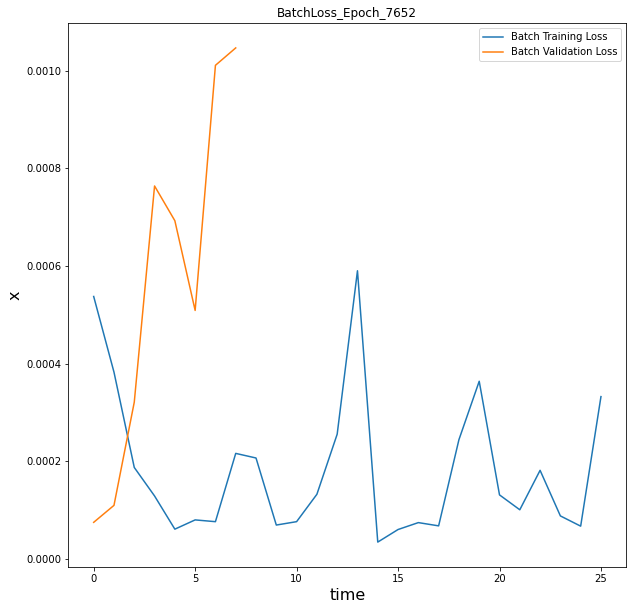 BatchLoss_Epoch_7652
Batch Training Loss
Batch Validation Loss
0.0010
0.0008
0.0006
0.0004
0.0002
0.0000
x
0 5 10 15 20 25
time